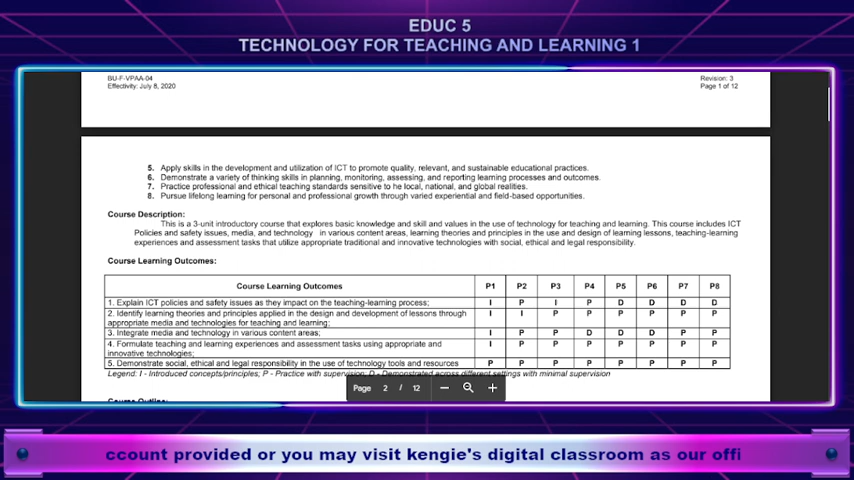 EDUC 5
TECHNOLOGY FOR TEACHING AND LEARNING 1
BU-F-VPAA-04
Effectivity: July 8, 2020
Revision: 3
Page 1 of 12
5. Apply skills in the development and utilization of ICT to promote quality, relevant, and sustainable educational practices.
6. Demonstrate a variety of thinking skills in planning, monitoring, assessing, and reporting learning processes and outcomes.
7. Practice professional and ethical teaching standards sensitive to he local, national, and global realities.
8. Pursue lifelong learning for personal and professional growth through varied experiential and field-based opportunities.
Course Description:
This is a 3-unit introductory course that explores basic knowledge and skill and values in the use of technology for teaching and learning. This course includes ICT
Policies and safety issues, media, and technology in various content areas, learning theories and principles in the use and design of learning lessons, teaching-learning
experiences and assessment tasks that utilize appropriate traditional and innovative technologies with social, ethical and legal responsibility.
Course Learning Outcomes:
Course Learning Outcomes P1 P2 P3 P4 P5 P6 P7 P8
1. Explain ICT policies and safety issues as they impact on the teaching-learning process; I P I P D D D D
2. Identify learning theories and principles applied in the design and development of lessons through I I P P P P P P
appropriate media and technologies for teaching and learning;
3. Integrate media and technology in various content areas; I P P D D D P P
4. Formulate teaching and learning experiences and assessment tasks using appropriate and I P P P P P P P
innovative technologies;
5. Demonstrate social, ethical and legal responsibility in the use of technology tools and resources P P P P P P P P
Legend: I - Introduced concepts/principles; P - Practice with supervision; D - Demonstrated across different settings with minimal supervision
Page 2 / 12
Course Outline:
ccount provided or you may visit kengie's digital classroom as our offi